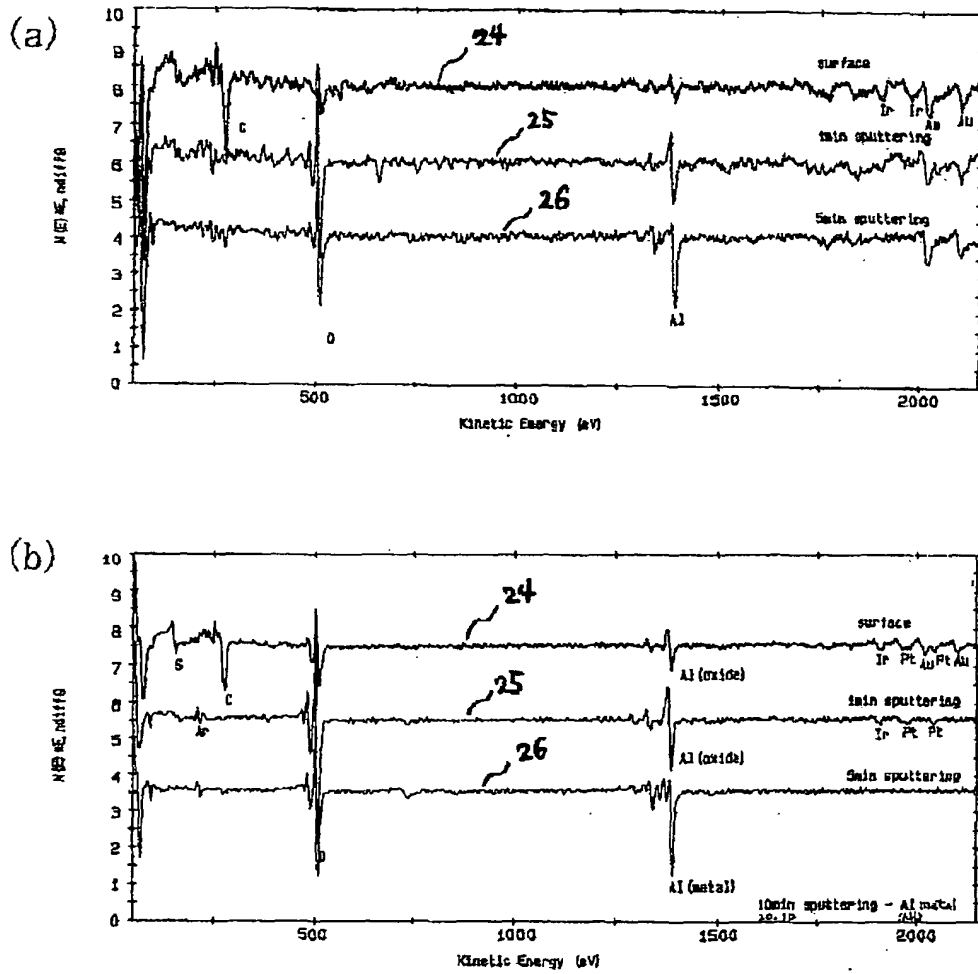 (a)
10
9
8
7
6
5
4
3
2
1
0
24
25
26
surface
1min sputtering
5min sputtering
C
O
Al
Ir
Ir
Au
Au
500
1000
1500
2000
Kinetic Energy (eV)
(b)
10
9
8
7
6
5
4
3
2
1
0
N(E)*E, ndiff9
24
25
26
surface
1min sputtering
5min sputtering
S
C
Ar
O
Al(oxide)
Al(oxide)
Al(metal)
Ir Pt Au Pt Au
Ir Pt Pt
10min sputtering - Al metal
500
1000
1500
2000
Kinetic Energy (eV)